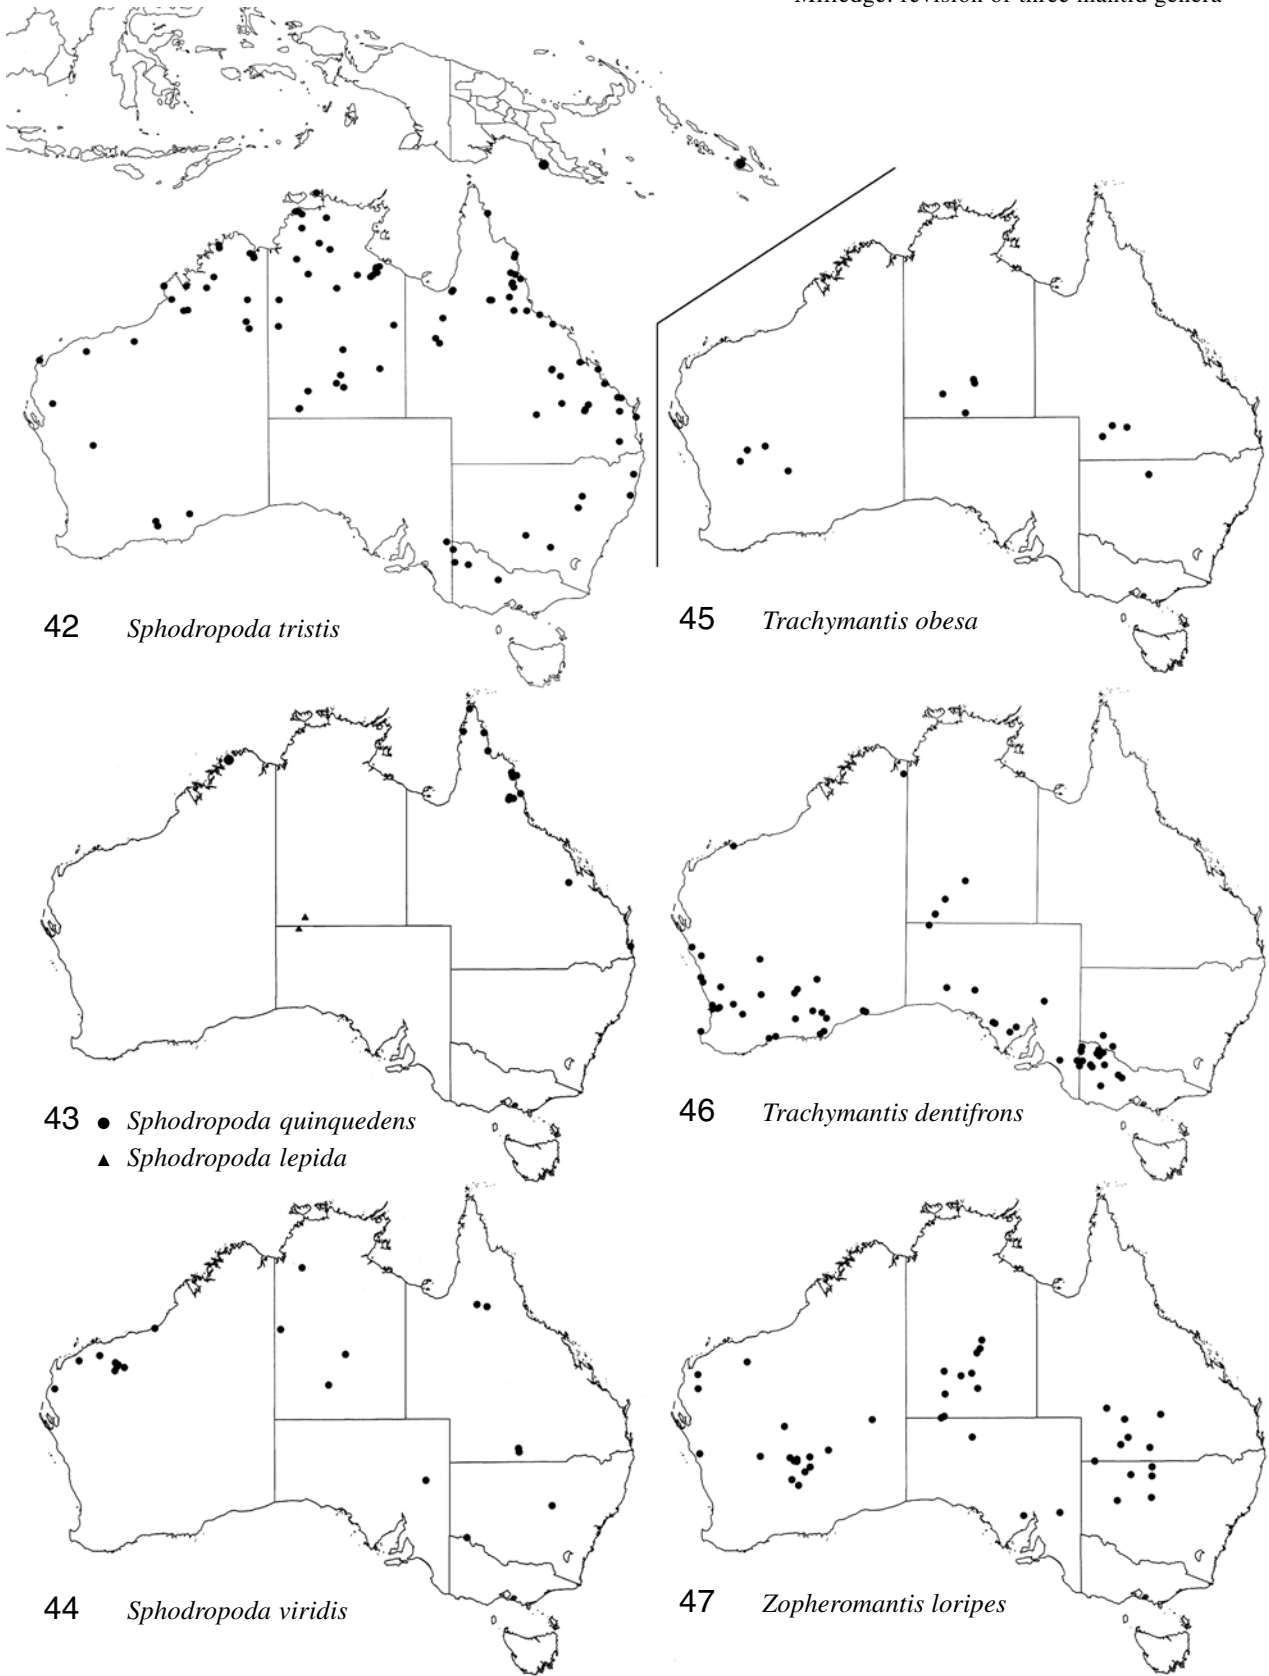 Milledge: revision of three mantid genera
42 Sphodropoda tristis
45 Trachymantis obesa
43 ● Sphodropoda quinquedens
▲ Sphodropoda lepida
46 Trachymantis dentifrons
44 Sphodropoda viridis
47 Zopheromantis loripes